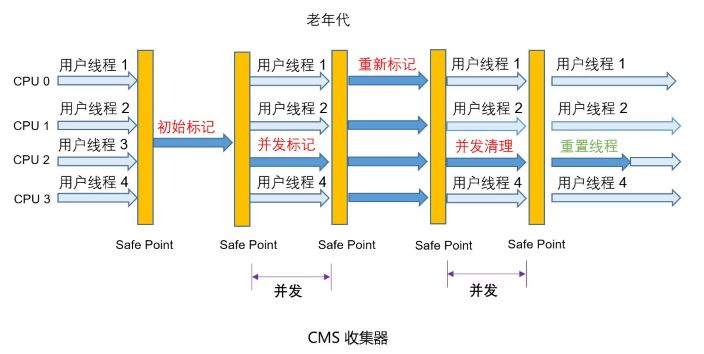 老年代
用户线程 1 用户线程 1 重新标记 用户线程 1 用户线程 1
CPU 0
用户线程 2 用户线程 2 用户线程 2 用户线程 2
CPU 1 初始标记
用户线程 3 并发标记 并发清理 重置线程
CPU 2
用户线程 4 用户线程 4 用户线程 4 用户线程 4
CPU 3
Safe Point Safe Point Safe Point Safe Point Safe Point
并发 并发
CMS 收集器